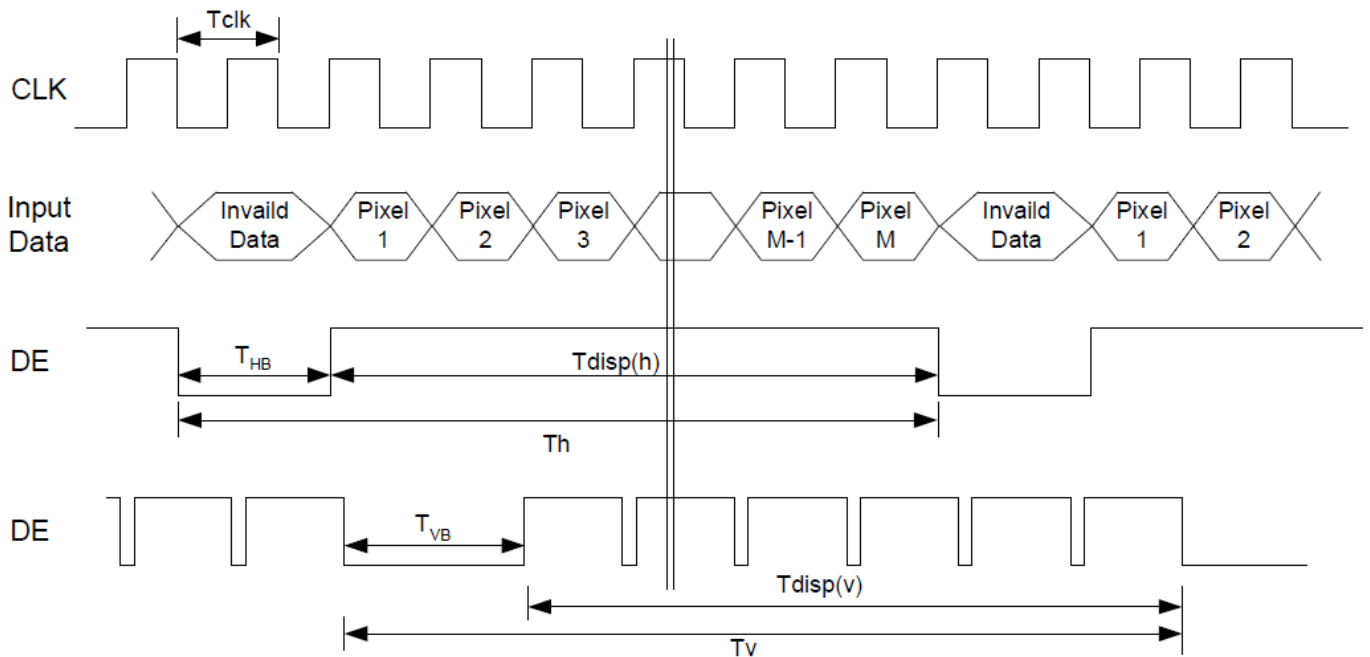 Tclk
CLK
Input
Data
Invaild
Data
Pixel
1
Pixel
2
Pixel
3
Pixel
M-1
Pixel
M
Invaild
Data
Pixel
1
Pixel
2
DE
THB
Tdisp(h)
Th
DE
TVB
Tdisp(v)
Tv